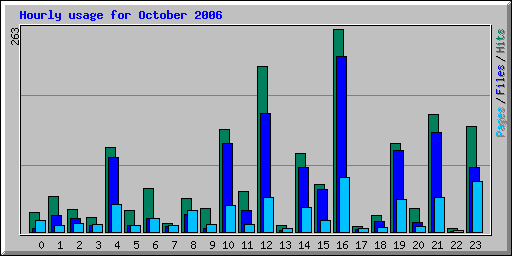 Hourly usage for October 2006
263
Pages / Files / Hits
0 1 2 3 4 5 6 7 8 9 10 11 12 13 14 15 16 17 18 19 20 21 22 23